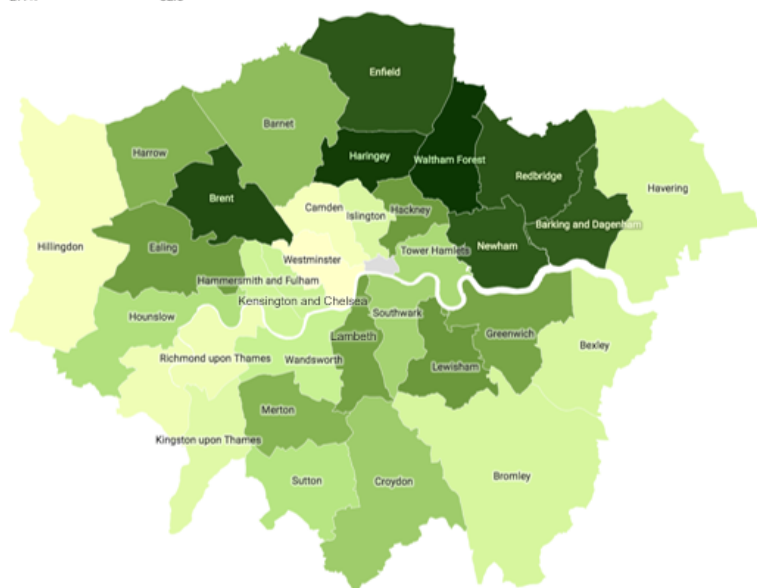 Enfield
Barnet
Harrow
Haringey
Waltham Forest
Redbridge
Havering
Brent
Camden
Islington
Hackney
Barking and Dagenham
Hillingdon
Ealing
Westminster
Tower Hamlets
Newham
Hammersmith and Fulham
Kensington and Chelsea
Hounslow
Southwark
Lambeth
Greenwich
Bexley
Richmond upon Thames
Wandsworth
Lewisham
Merton
Kingston upon Thames
Sutton
Croydon
Bromley